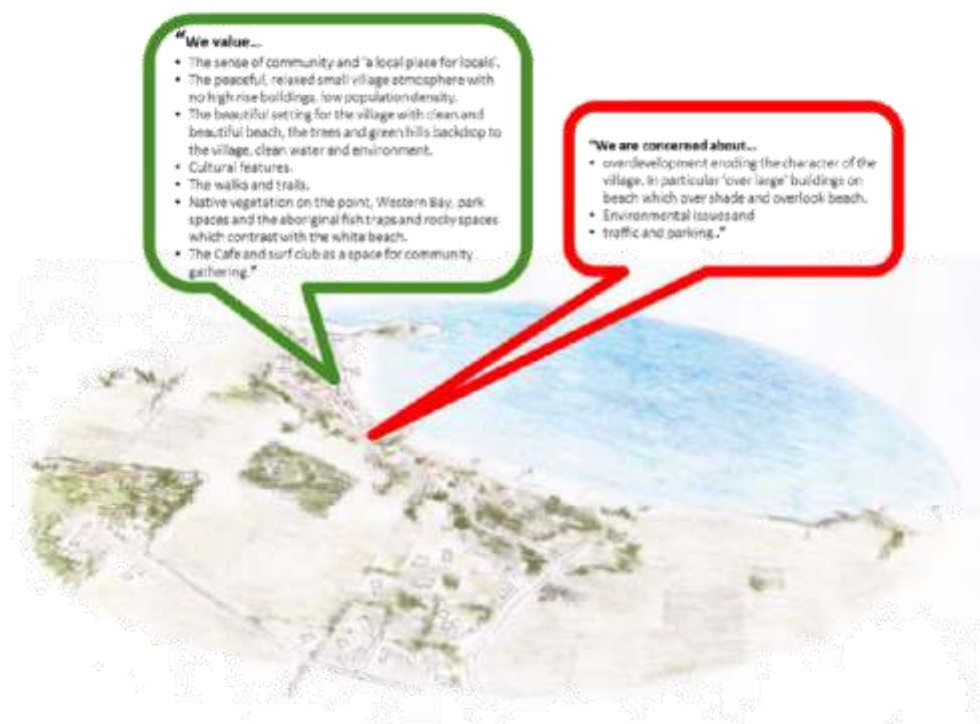 “We value...
• The sense of community and ‘a local place for locals’.
• The peaceful, relaxed small village atmosphere with
no high rise buildings, low population density.
• The beautiful setting for the village with clean and
beautiful beach, the trees and green hills backdrop to
the village, clean water and environment.
• Cultural features.
• The walks and trails.
• Native vegetation on the point, Western Bay, park
spaces and the aboriginal fish traps and rocky spaces
which contrast with the white beach.
• The Cafe and surf club as a space for community
gathering.”
“We are concerned about...
• overdevelopment eroding the character of the
village. In particular ‘over large’ buildings on
beach which over shade and overlook beach.
• Environmental issues and
• traffic and parking..”